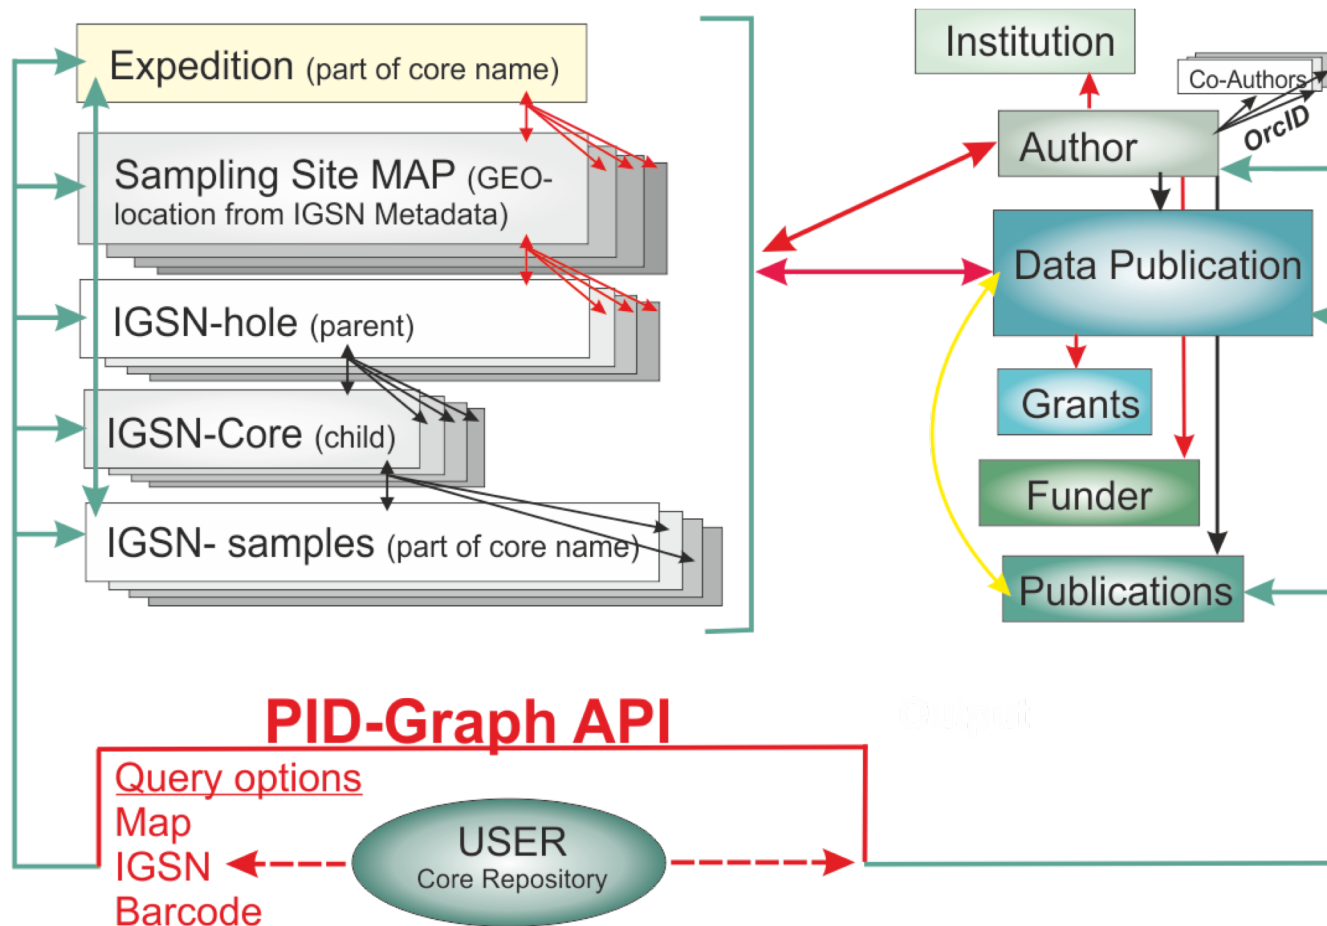 Expedition (part of core name)
Sampling Site MAP (GEO-
location from IGSN Metadata)
IGSN-hole (parent)
IGSN-Core (child)
IGSN- samples (part of core name)
Institution
Co-Authors
OrcID
Author
Data Publication
Grants
Funder
Publications
PID-Graph API
Output
Query options
Map
IGSN
Barcode
USER
Core Repository